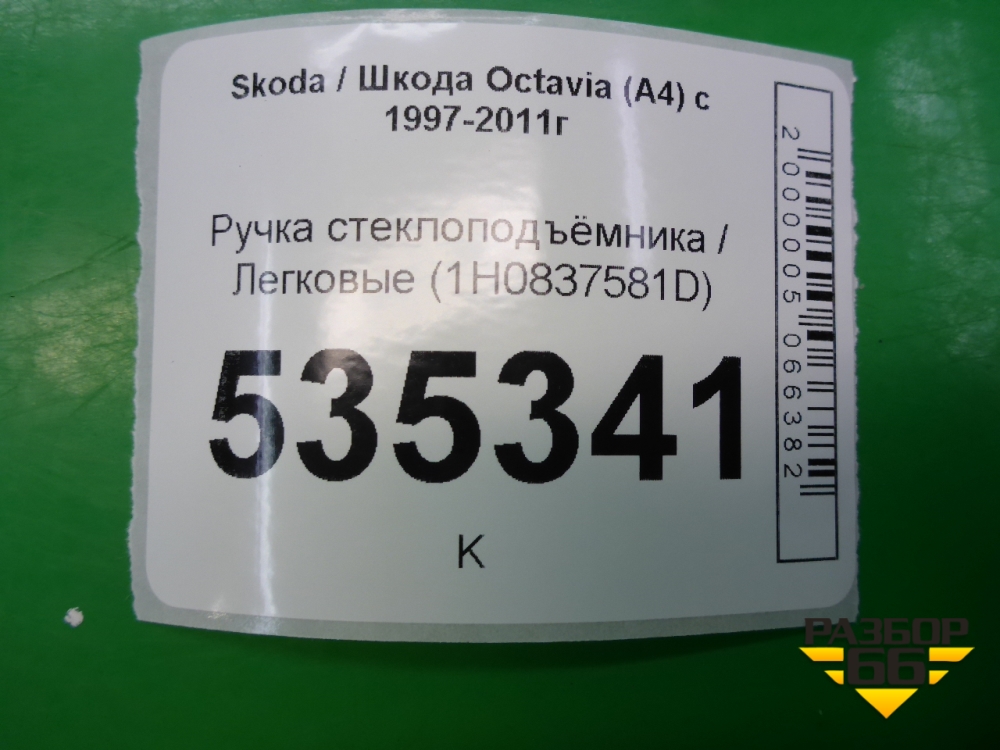 Skoda / Шкода Octavia (A4) с
1997-2011г
Ручка стеклоподъёмника /
Легковые (1H0837581D)
535341
К
2000005066382
РАЗБОР
66